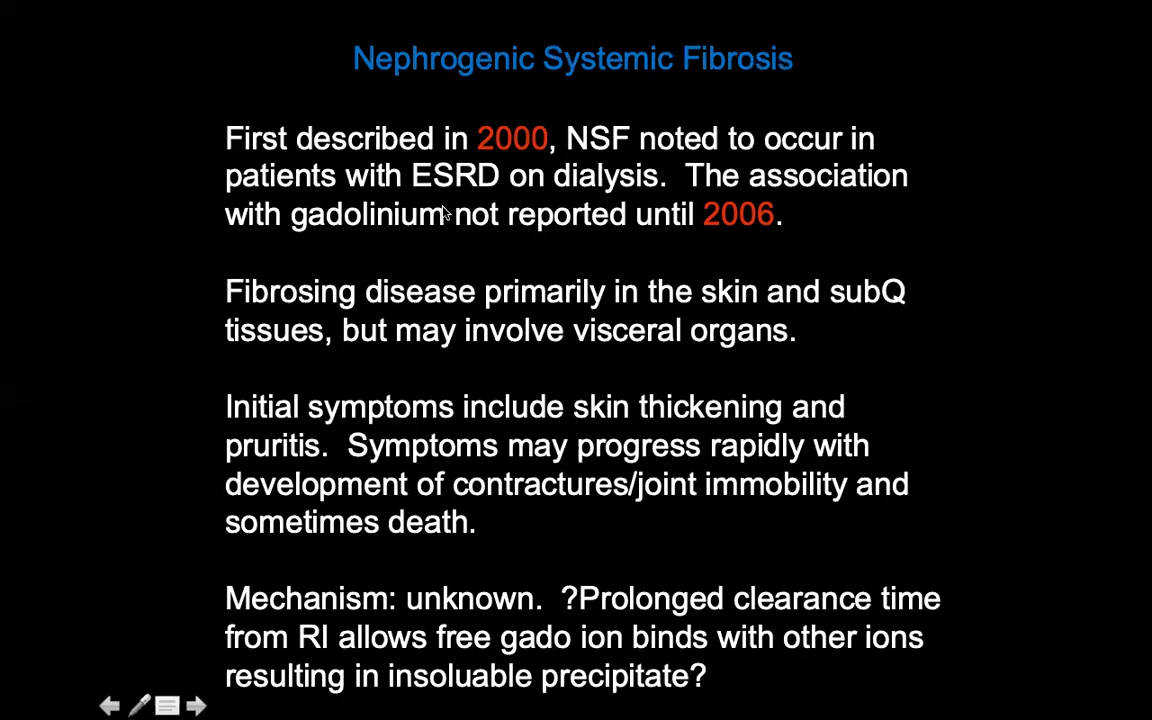 Nephrogenic Systemic Fibrosis
First described in 2000, NSF noted to occur in
patients with ESRD on dialysis.  The association
with gadolinium not reported until 2006.
Fibrosing disease primarily in the skin and subQ
tissues, but may involve visceral organs.
Initial symptoms include skin thickening and
pruritis.  Symptoms may progress rapidly with
development of contractures/joint immobility and
sometimes death.
Mechanism: unknown.  ?Prolonged clearance time
from RI allows free gado ion binds with other ions
resulting in insoluable precipitate?